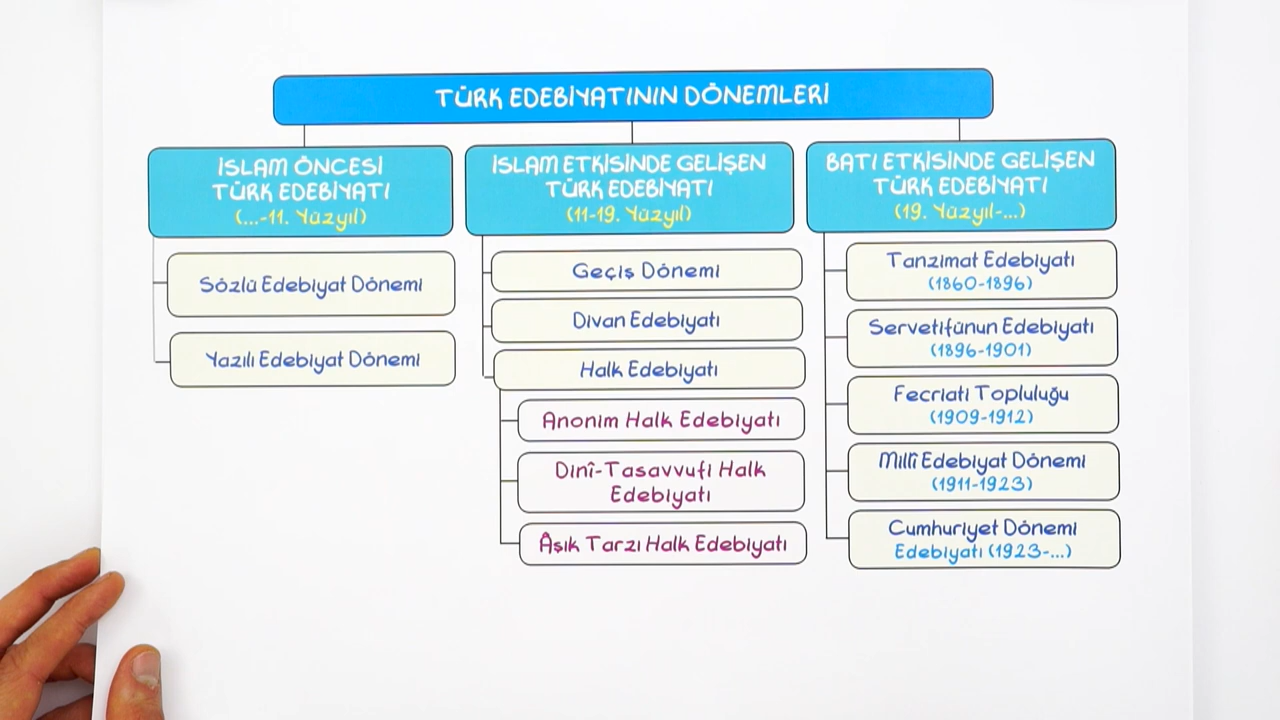 TÜRK EDEBİYATININ DÖNEMLERİ
İSLAM ÖNCESİ
TÜRK EDEBİYATI
(...-11. Yüzyıl)
Sözlü Edebiyat Dönemi
Yazılı Edebiyat Dönemi
İSLAM ETKİSİNDE GELİŞEN
TÜRK EDEBİYATI
(11-19. Yüzyıl)
Geçiş Dönemi
Divan Edebiyatı
Halk Edebiyatı
Anonim Halk Edebiyatı
Dinî-Tasavvufi Halk
Edebiyatı
Âşık Tarzı Halk Edebiyatı
BATI ETKİSİNDE GELİŞEN
TÜRK EDEBİYATI
(19. Yüzyıl-...)
Tanzimat Edebiyatı
(1860-1896)
Servetifünun Edebiyatı
(1896-1901)
Fecriati Topluluğu
(1909-1912)
Millî Edebiyat Dönemi
(1911-1923)
Cumhuriyet Dönemi
Edebiyatı (1923-...)